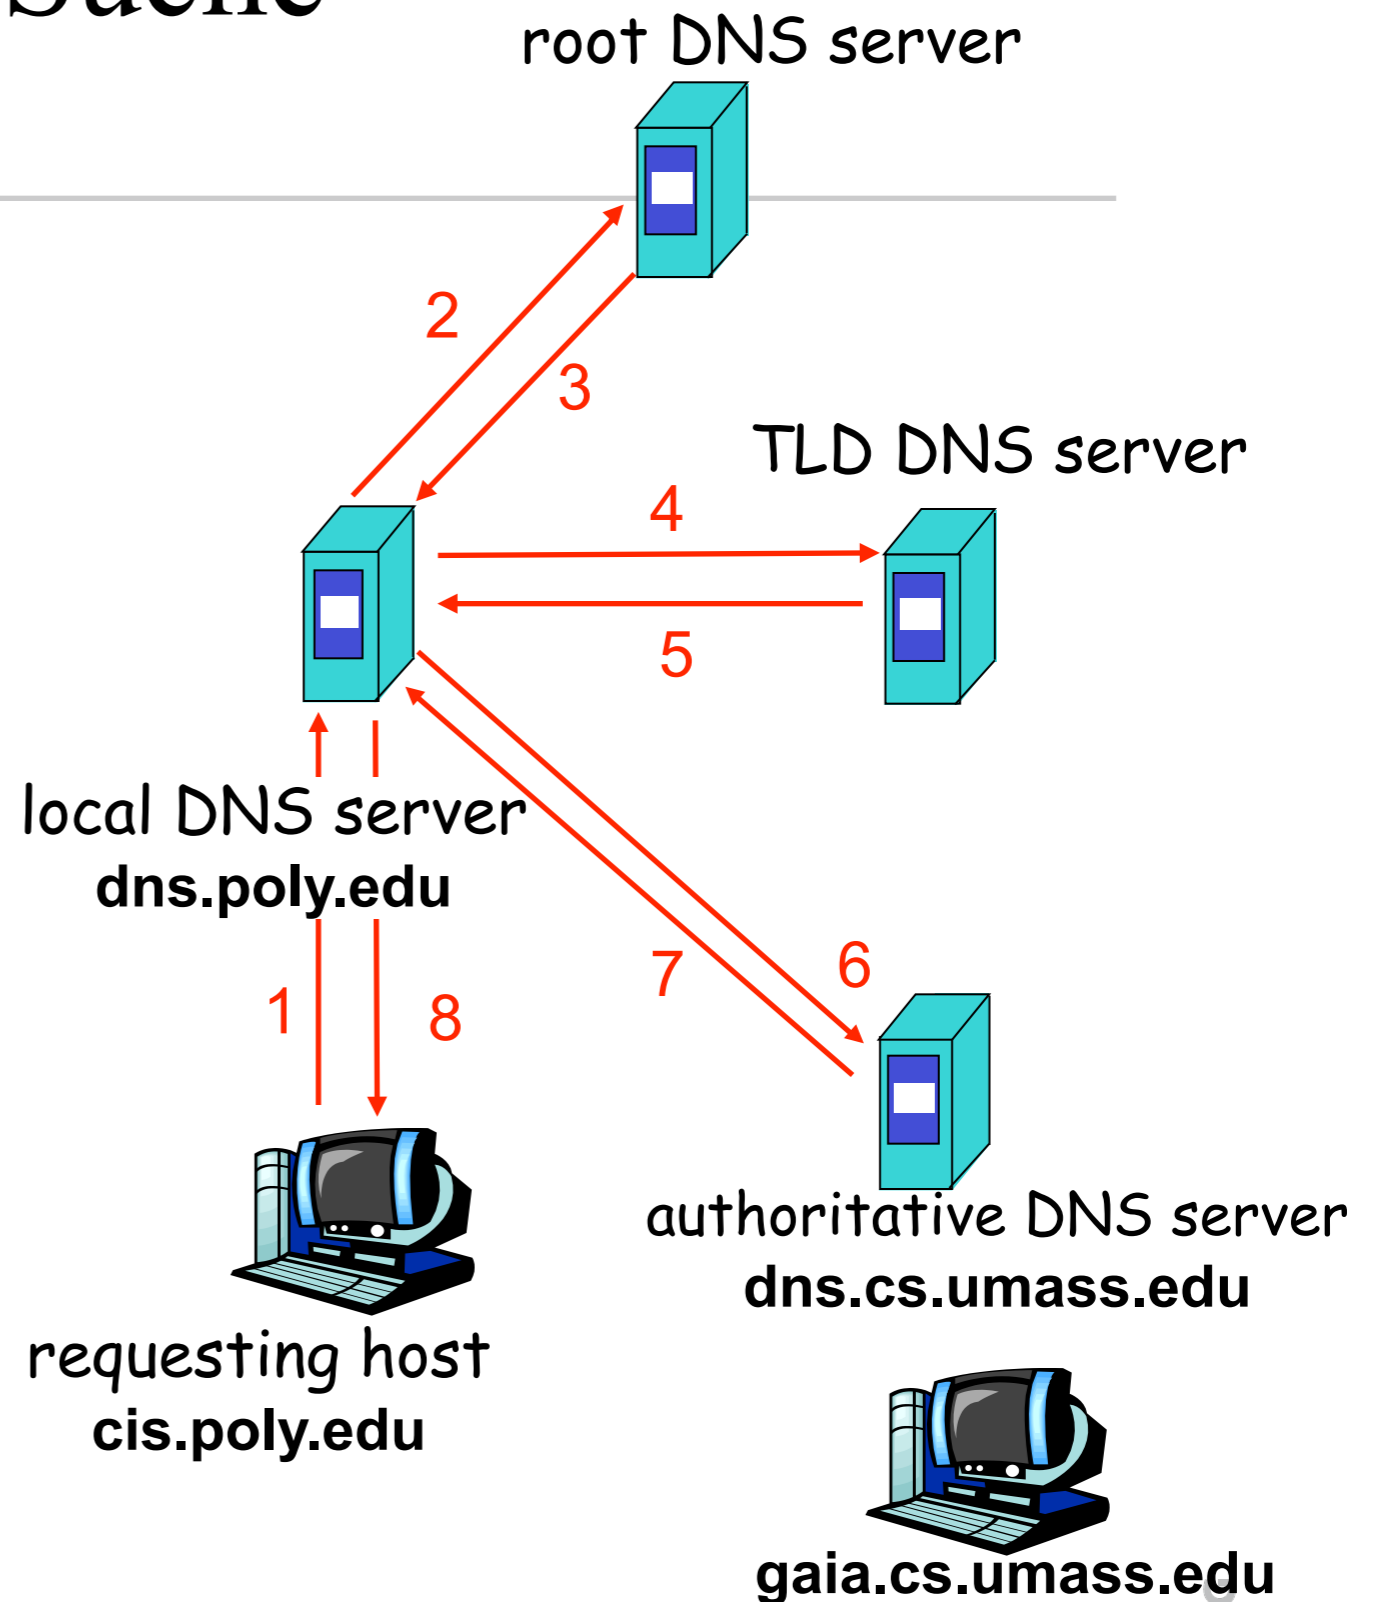 Suche
root DNS server
2
3
TLD DNS server
4
5
local DNS server
dns.poly.edu
7
6
1
8
authoritative DNS server
dns.cs.umass.edu
requesting host
cis.poly.edu
gaia.cs.umass.edu